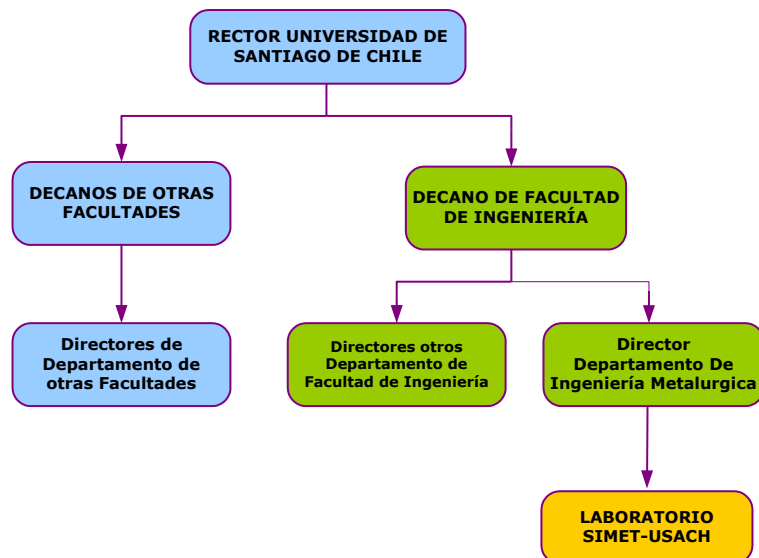 RECTOR UNIVERSIDAD DE
SANTIAGO DE CHILE
DECANOS DE OTRAS
FACULTADES
DECANO DE FACULTAD
DE INGENIERÍA
Directores de
Departamento de
otras Facultades
Directores otros
Departamento de
Facultad de Ingeniería
Director
Departamento De
Ingeniería Metalurgica
LABORATORIO
SIMET-USACH